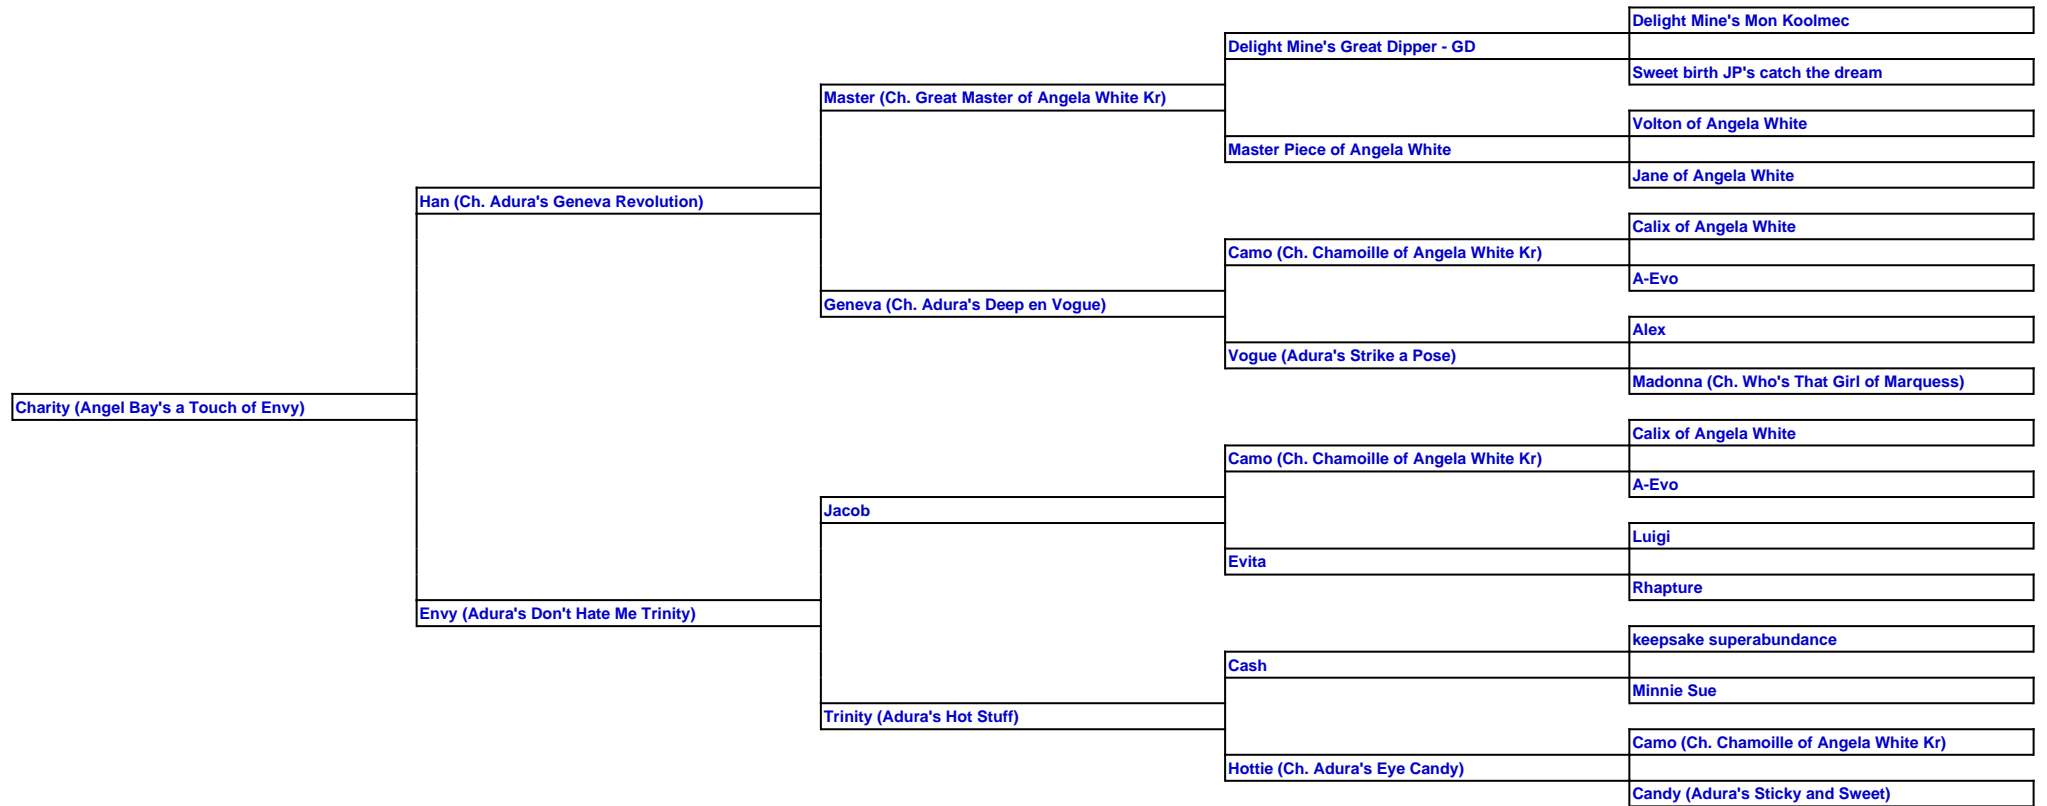 Delight Mine's Mon Koolmec
Delight Mine's Great Dipper - GD
Sweet birth JP's catch the dream
Master (Ch. Great Master of Angela White Kr)
Volton of Angela White
Master Piece of Angela White
Jane of Angela White
Han (Ch. Adura's Geneva Revolution)
Calix of Angela White
Camo (Ch. Chamoille of Angela White Kr)
A-Evo
Geneva (Ch. Adura's Deep en Vogue)
Alex
Vogue (Adura's Strike a Pose)
Madonna (Ch. Who's That Girl of Marquess)
Charity (Angel Bay's a Touch of Envy)
Calix of Angela White
Camo (Ch. Chamoille of Angela White Kr)
A-Evo
Jacob
Luigi
Evita
Rhapture
Envy (Adura's Don't Hate Me Trinity)
keepsake superabundance
Cash
Minnie Sue
Trinity (Adura's Hot Stuff)
Camo (Ch. Chamoille of Angela White Kr)
Hottie (Ch. Adura's Eye Candy)
Candy (Adura's Sticky and Sweet)